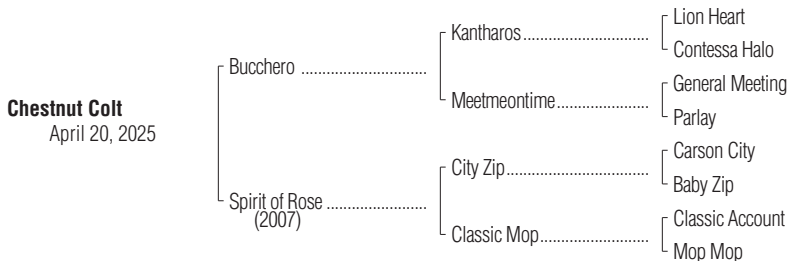 Chestnut Colt
April 20, 2025
Bucchero
Spirit of Rose
(2007)
Kantharos
Meetmeontime
City Zip
Classic Mop
Lion Heart
Contessa Halo
General Meeting
Parlay
Carson City
Baby Zip
Classic Account
Mop Mop